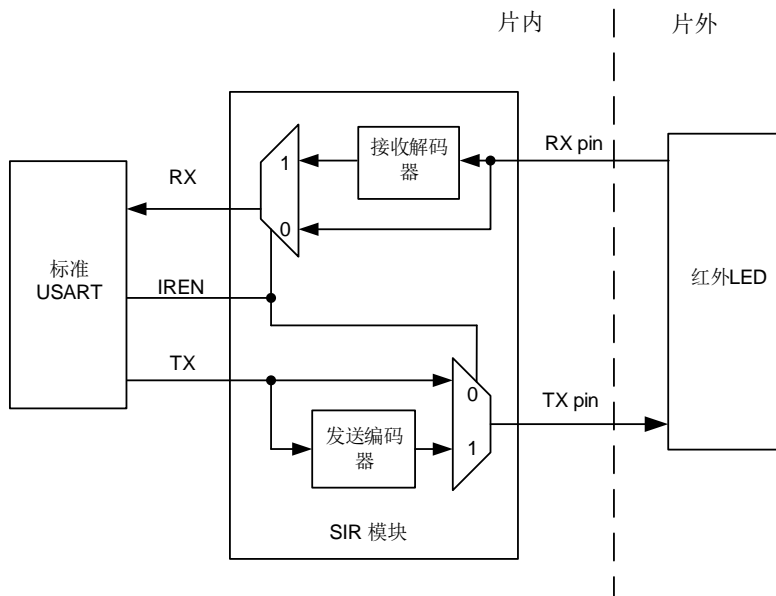 片内
片外
接收解码
器
RX pin
1
RX
0
标准
USART
IREN
红外LED
TX
0
TX pin
发送编码
器
1
SIR 模块